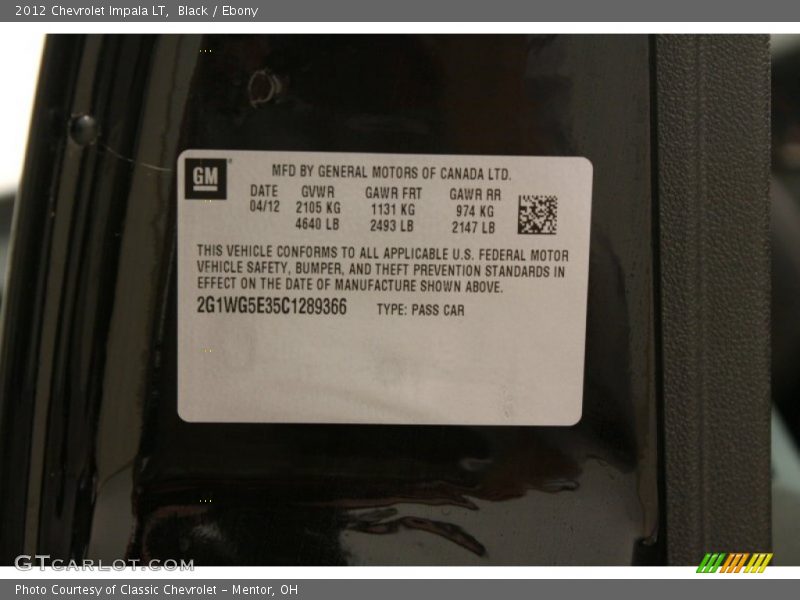 2012 Chevrolet Impala LT, Black / Ebony
GM
MFD BY GENERAL MOTORS OF CANADA LTD.
DATE GVWR GAWR FRT GAWR RR
04/12 2105 KG 1131 KG 974 KG
4640 LB 2493 LB 2147 LB
THIS VEHICLE CONFORMS TO ALL APPLICABLE U.S. FEDERAL MOTOR
VEHICLE SAFETY, BUMPER, AND THEFT PREVENTION STANDARDS IN
EFFECT ON THE DATE OF MANUFACTURE SHOWN ABOVE.
2G1WG5E35C1289366 TYPE: PASS CAR
GTCARLOT.COM
Photo Courtesy of Classic Chevrolet - Mentor, OH